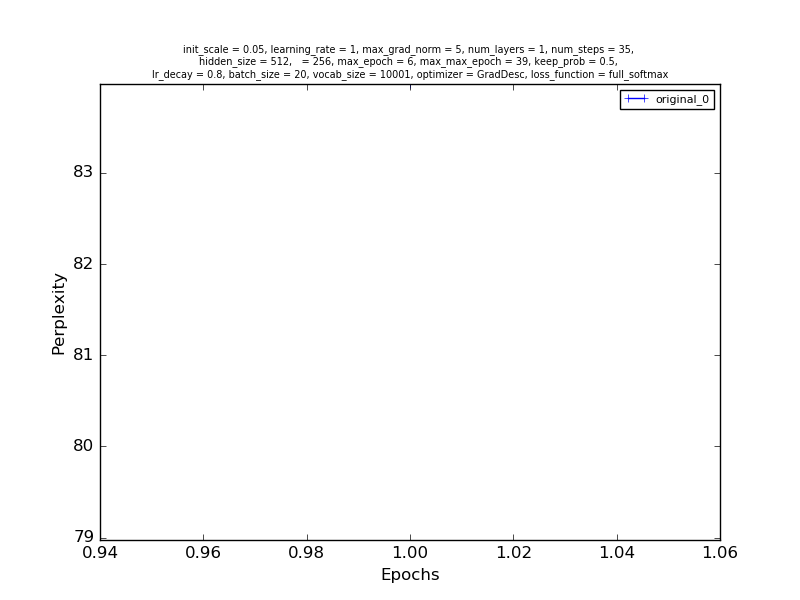 init_scale = 0.05, learning_rate = 1, max_grad_norm = 5, num_layers = 1, num_steps = 35,
hidden_size = 512,   = 256, max_epoch = 6, max_max_epoch = 39, keep_prob = 0.5,
lr_decay = 0.8, batch_size = 20, vocab_size = 10001, optimizer = GradDesc, loss_function = full_softmax
original_0
83
82
81
80
79
Perplexity
0.94 0.96 0.98 1.00 1.02 1.04 1.06
Epochs